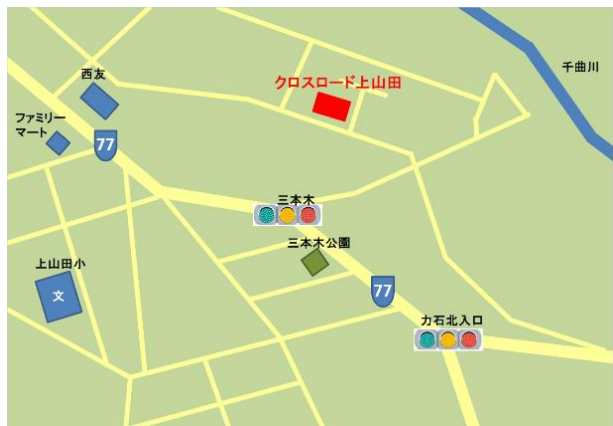 西友
クロスロード上山田
千曲川
ファミリー
マート
77
三本木
三本木公園
上山田小
文
77
力石北入口